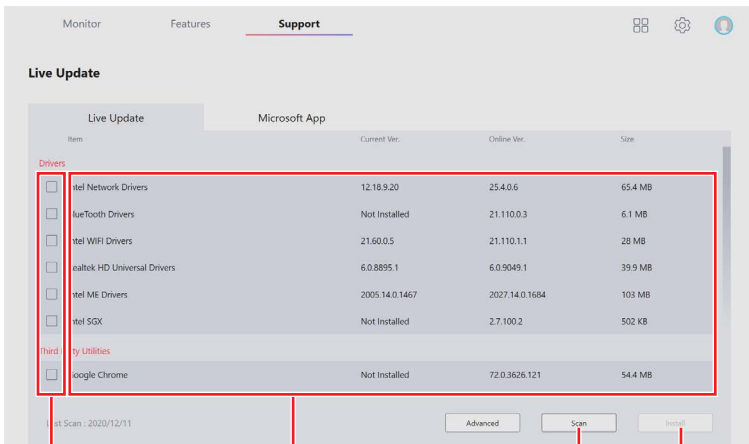 Monitor Features Support
Live Update
Live Update Microsoft App
Item Current Ver. Online Ver. Size
Drivers
ntel Network Drivers 12.18.9.20 25.4.0.6 65.4 MB
lueTooth Drivers Not Installed 21.110.0.3 6.1 MB
ntel WIFI Drivers 21.60.0.5 21.110.1.1 28 MB
ealtek HD Universal Drivers 6.0.8895.1 6.0.9049.1 39.9 MB
ntel ME Drivers 2005.14.0.1467 2027.14.0.1684 103 MB
ntel SGX Not Installed 2.7.100.2 502 KB
Third ty Utilities
oogle Chrome Not Installed 72.0.3626.121 54.4 MB
L st Scan : 2020/12/11 Advanced Scan Install